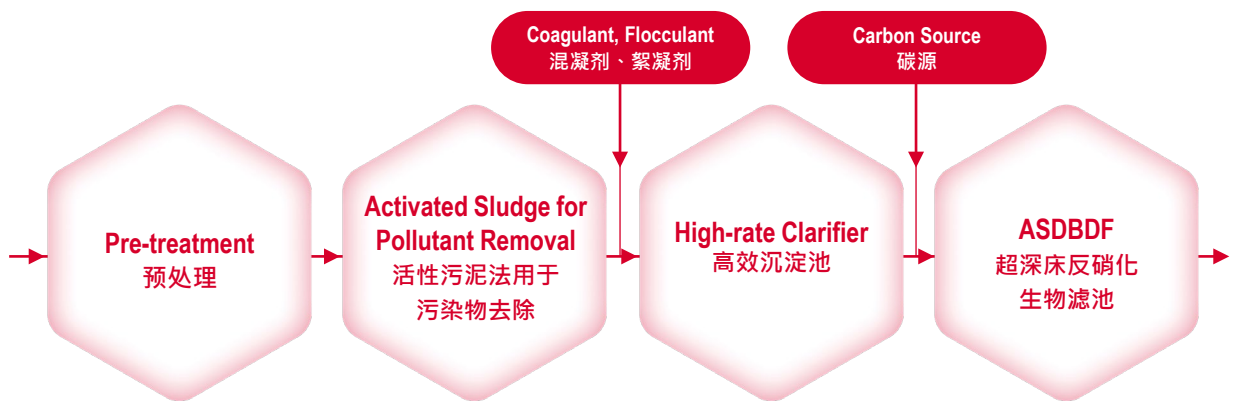 Coagulant, Flocculant
混凝剂、絮凝剂
Carbon Source
碳源
Pre-treatment
预处理
Activated Sludge for
Pollutant Removal
活性污泥法用于
污染物去除
High-rate Clarifier
高效沉淀池
ASDBDF
超深床反硝化
生物滤池